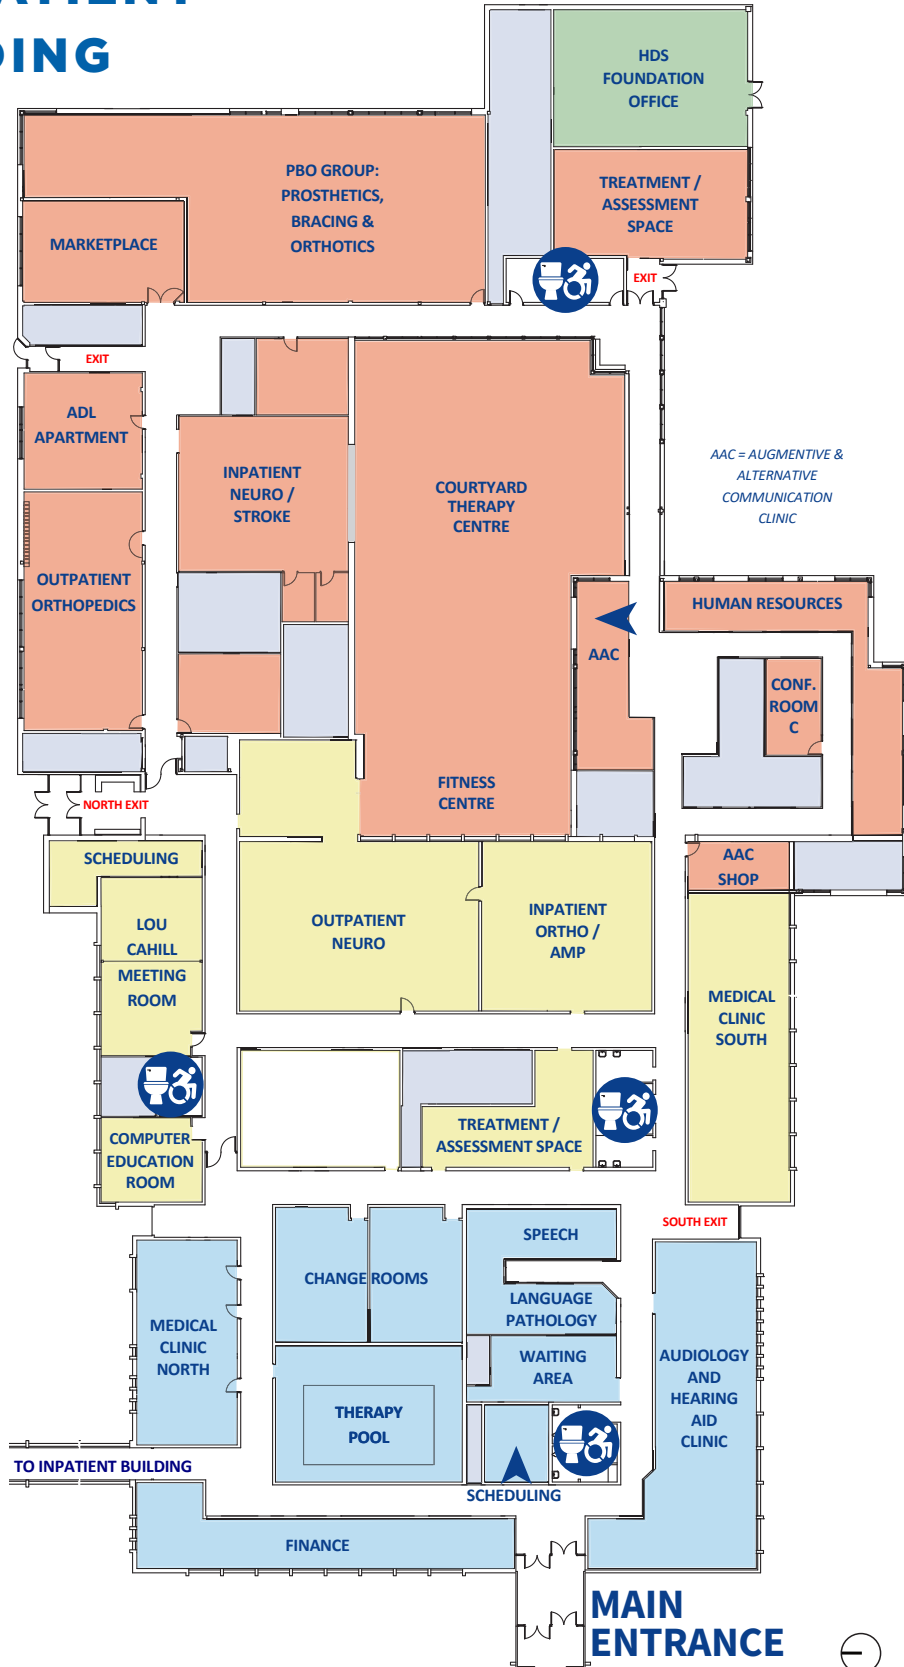 HDS
FOUNDATION
OFFICE
PBO GROUP:
PROSTHETICS,
BRACING &
ORTHOTICS
TREATMENT /
ASSESSMENT
SPACE
MARKETPLACE
EXIT
EXIT
ADL
APARTMENT
INPATIENT
NEURO /
STROKE
COURTYARD
THERAPY
CENTRE
AAC = AUGMENTIVE &
ALTERNATIVE
COMMUNICATION
CLINIC
OUTPATIENT
ORTHOPEDICS
HUMAN RESOURCES
AAC
CONF.
ROOM
C
FITNESS
CENTRE
NORTH EXIT
SCHEDULING
AAC
SHOP
LOU
CAHILL
MEETING
ROOM
OUTPATIENT
NEURO
INPATIENT
ORTHO /
AMP
MEDICAL
CLINIC
SOUTH
TREATMENT /
ASSESSMENT SPACE
COMPUTER
EDUCATION
ROOM
SOUTH EXIT
SPEECH
CHANGE ROOMS
LANGUAGE
PATHOLOGY
MEDICAL
CLINIC
NORTH
WAITING
AREA
AUDIOLOGY
AND
HEARING
AID
CLINIC
THERAPY
POOL
TO INPATIENT BUILDING
SCHEDULING
FINANCE
MAIN
ENTRANCE